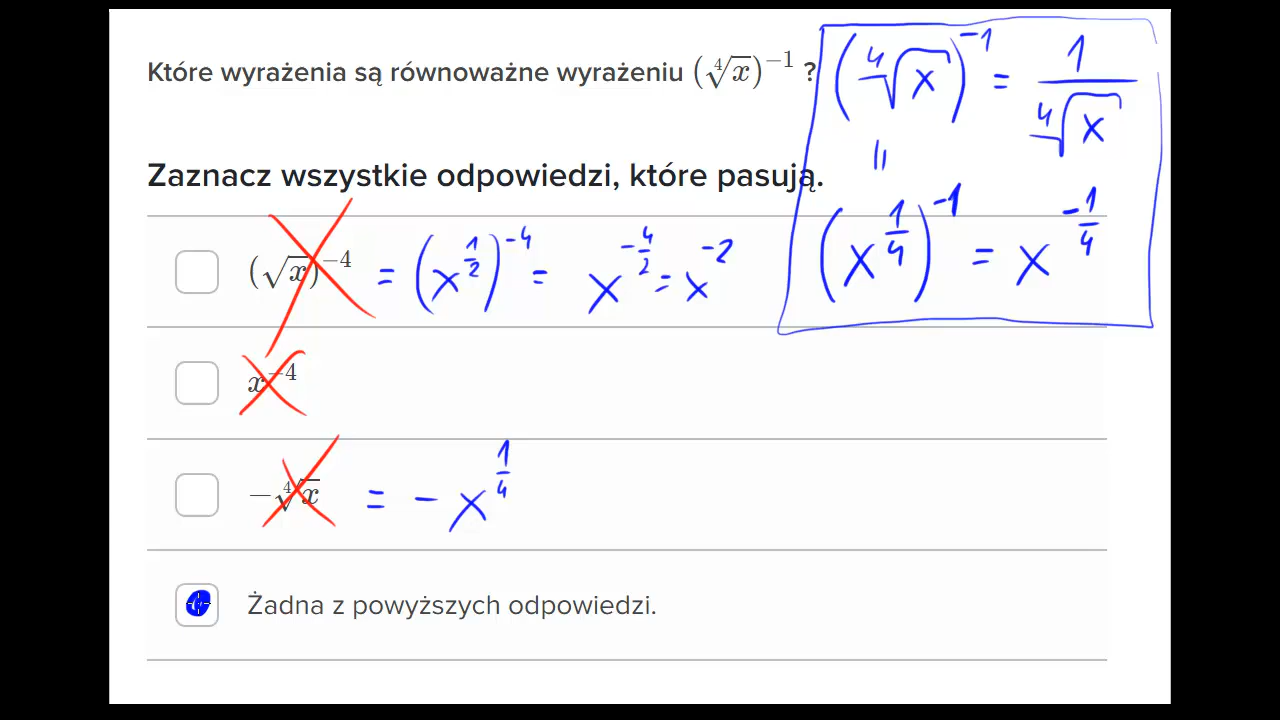 Które wyrażenia są równoważne wyrażeniu (∜x)⁻¹ ?
(∜x)⁻¹ = 1/∜x
=
(x^(1/4))⁻¹ = x^(-1/4)
Zaznacz wszystkie odpowiedzi, które pasują.
(√x)⁻⁴ = (x^(1/2))⁻⁴ = x^(-4/2) = x⁻²
x⁻⁴
-∜x = -x^(1/4)
Żadna z powyższych odpowiedzi.